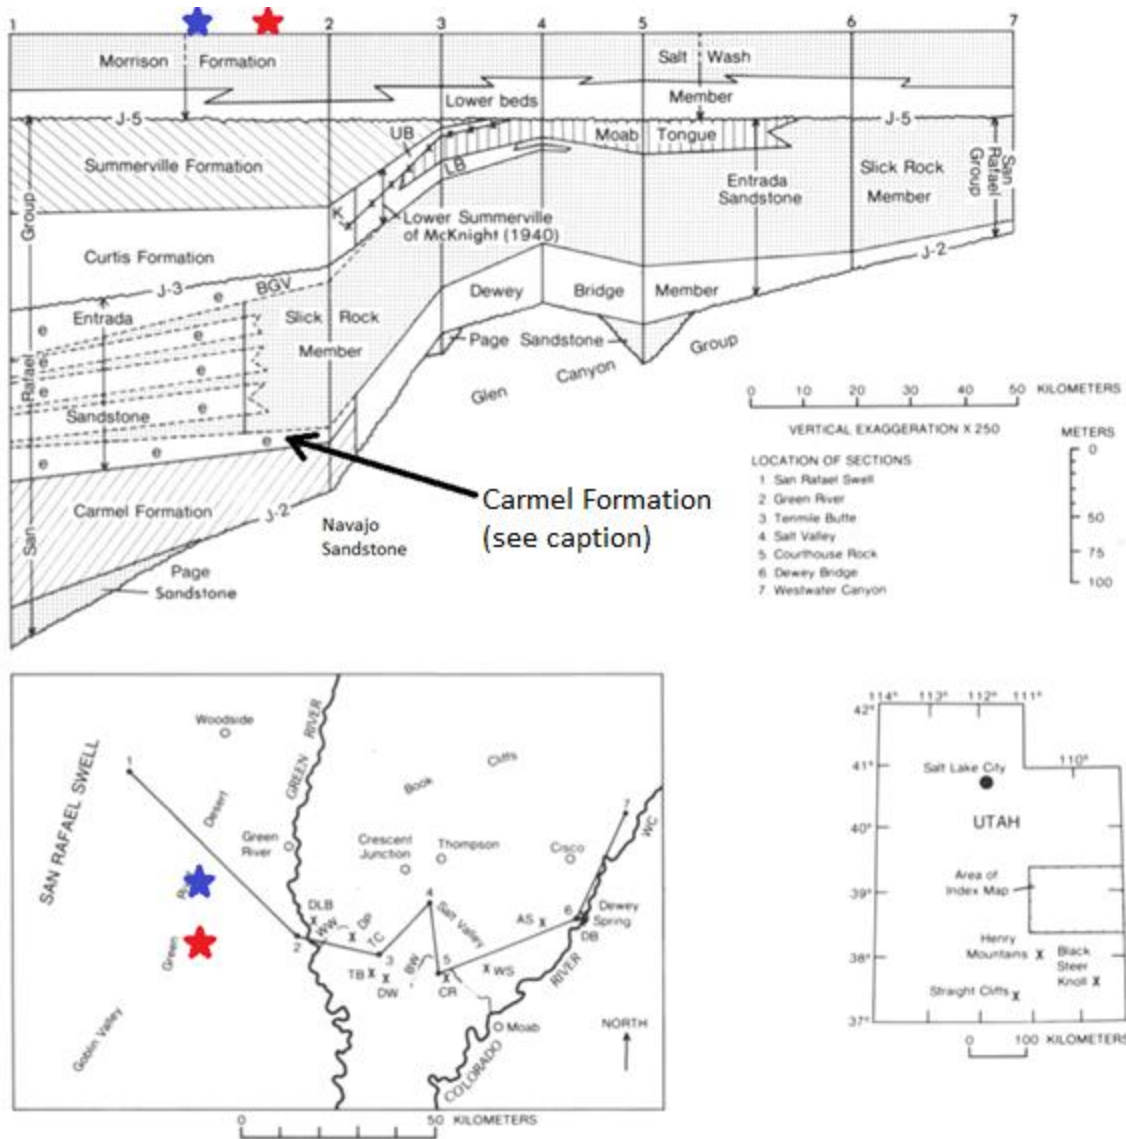 1 2 3 4 5 6 7
Morrison Formation
Salt Wash
Lower beds
Member
J-5
J-5
UB
Moab Tongue
Summerville Formation
LB
Group
Entrada
Sandstone
Slick Rock
Member
San
Rafael
Group
K
Lower Summerville
of McKnight (1940)
J-2
Curtis Formation
J-3
BGV
e
Entrada
e
Dewey Bridge Member
Slick Rock
Member
e
Page Sandstone
Group
Rafael
e
e
Glen Canyon
e
Sandstone
e
e
e
e
Carmel Formation
J-2
San
Carmel Formation
(see caption)
Navajo
Sandstone
Page
Sandstone
0 10 20 30 40 50 KILOMETERS
VERTICAL EXAGGERATION X 250
METERS
0
50
75
100
LOCATION OF SECTIONS
1 San Rafael Swell
2 Green River
3 Tenmile Butte
4 Salt Valley
5 Courthouse Rock
6 Dewey Bridge
7 Westwater Canyon
Woodside
GREEN RIVER
SAN RAFAEL SWELL
1
Desert
Book Cliffs
7
WC
Green
River
Crescent
Junction
Thompson
Cisco
4
DLB
WW
DP
TC
Salt Valley
AS
6
Dewey
Spring
DB
Green
2
3
TB
DW
BW
5
CR
WS
RIVER
Goblin Valley
Moab
COLORADO
NORTH
0 50 KILOMETERS
114° 113° 112° 111°
42°
110°
41°
Salt Lake City
UTAH
40°
Area of
Index Map
39°
Henry
Mountains
Black
Steer
Knoll
38°
Straight Cliffs
37°
0 100 KILOMETERS